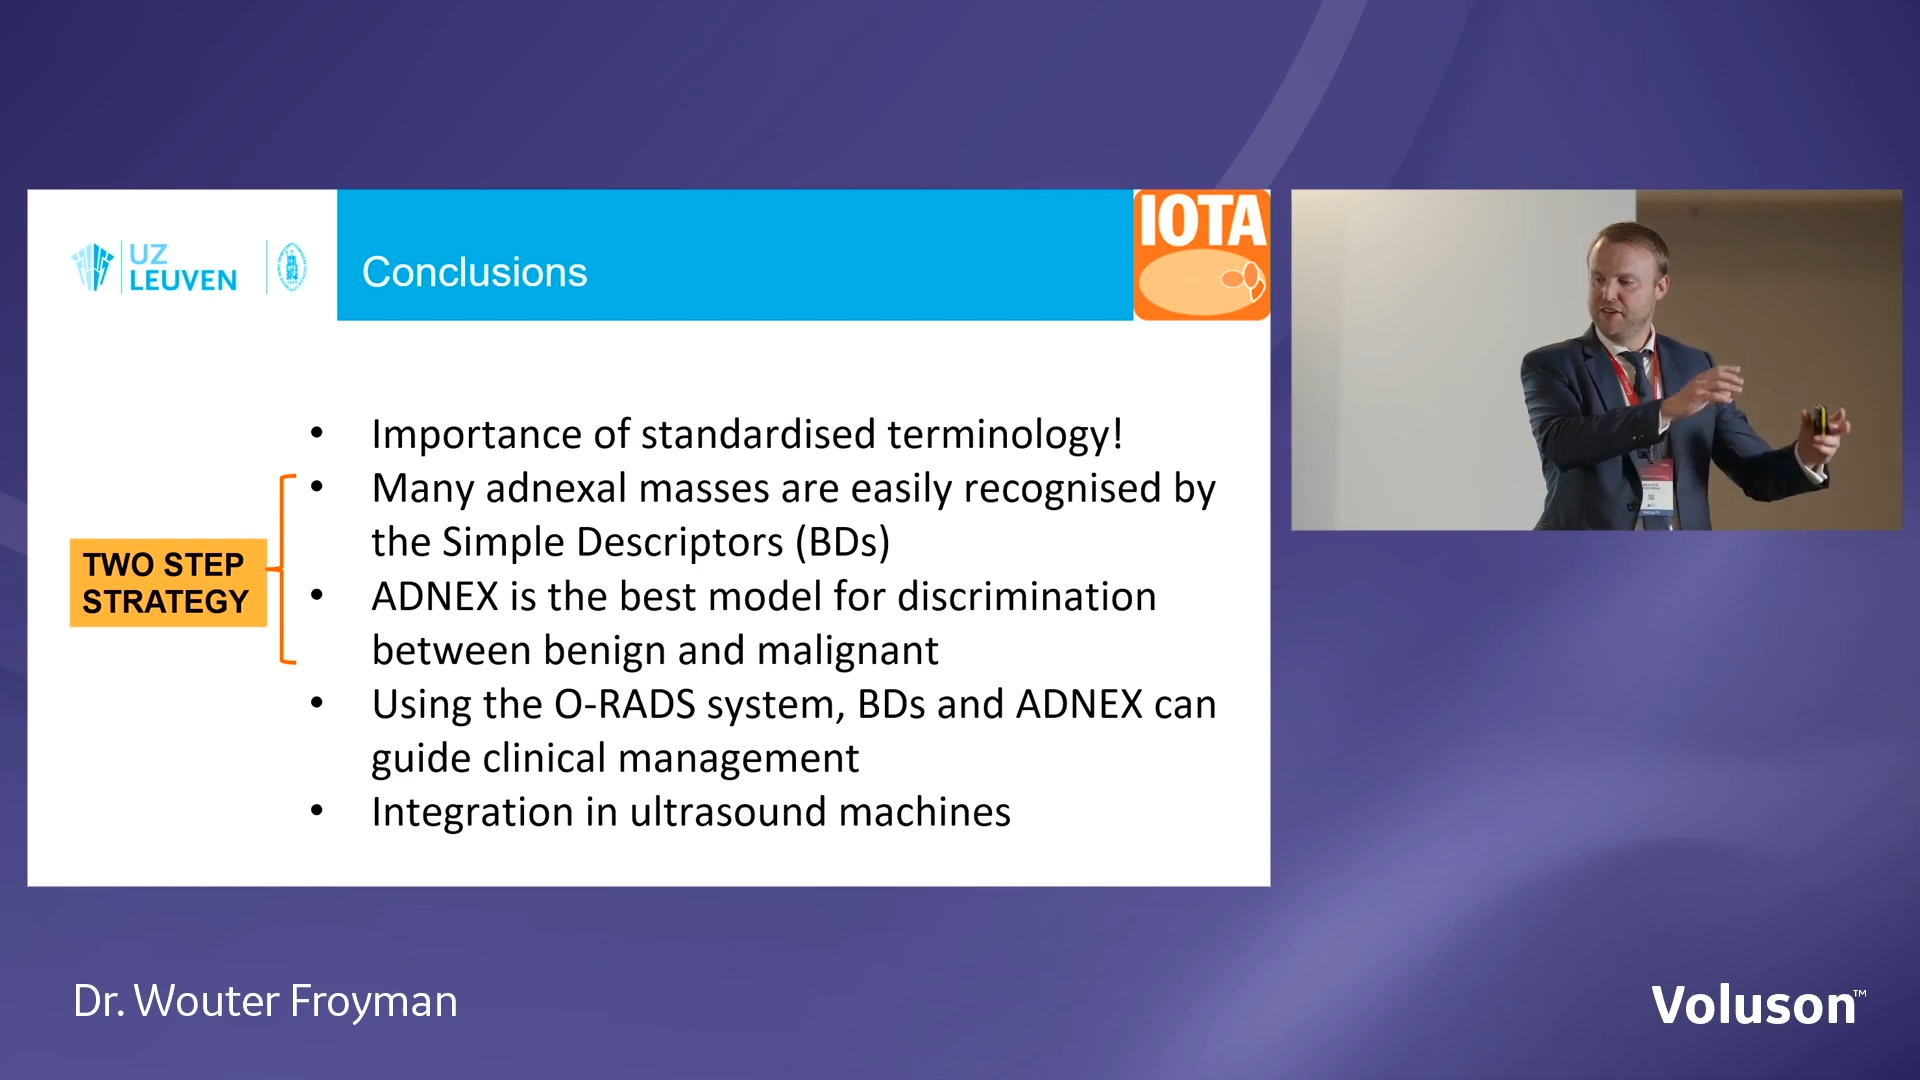 UZ
LEUVEN
Conclusions
IOTA
• Importance of standardised terminology!
• Many adnexal masses are easily recognised by
the Simple Descriptors (BDs)
• ADNEX is the best model for discrimination
between benign and malignant
• Using the O-RADS system, BDs and ADNEX can
guide clinical management
• Integration in ultrasound machines
TWO STEP
STRATEGY
Dr. Wouter Froyman
Voluson™